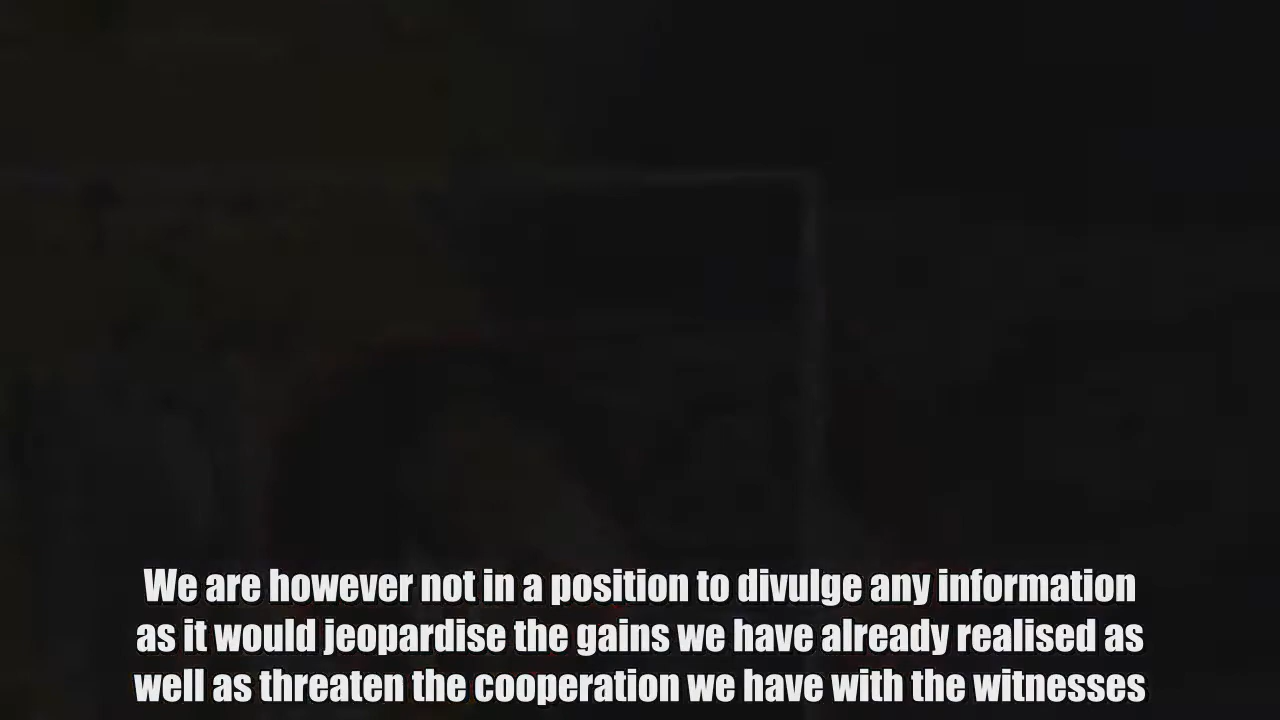 We are however not in a position to divulge any information
as it would jeopardise the gains we have already realised as
well as threaten the cooperation we have with the witnesses